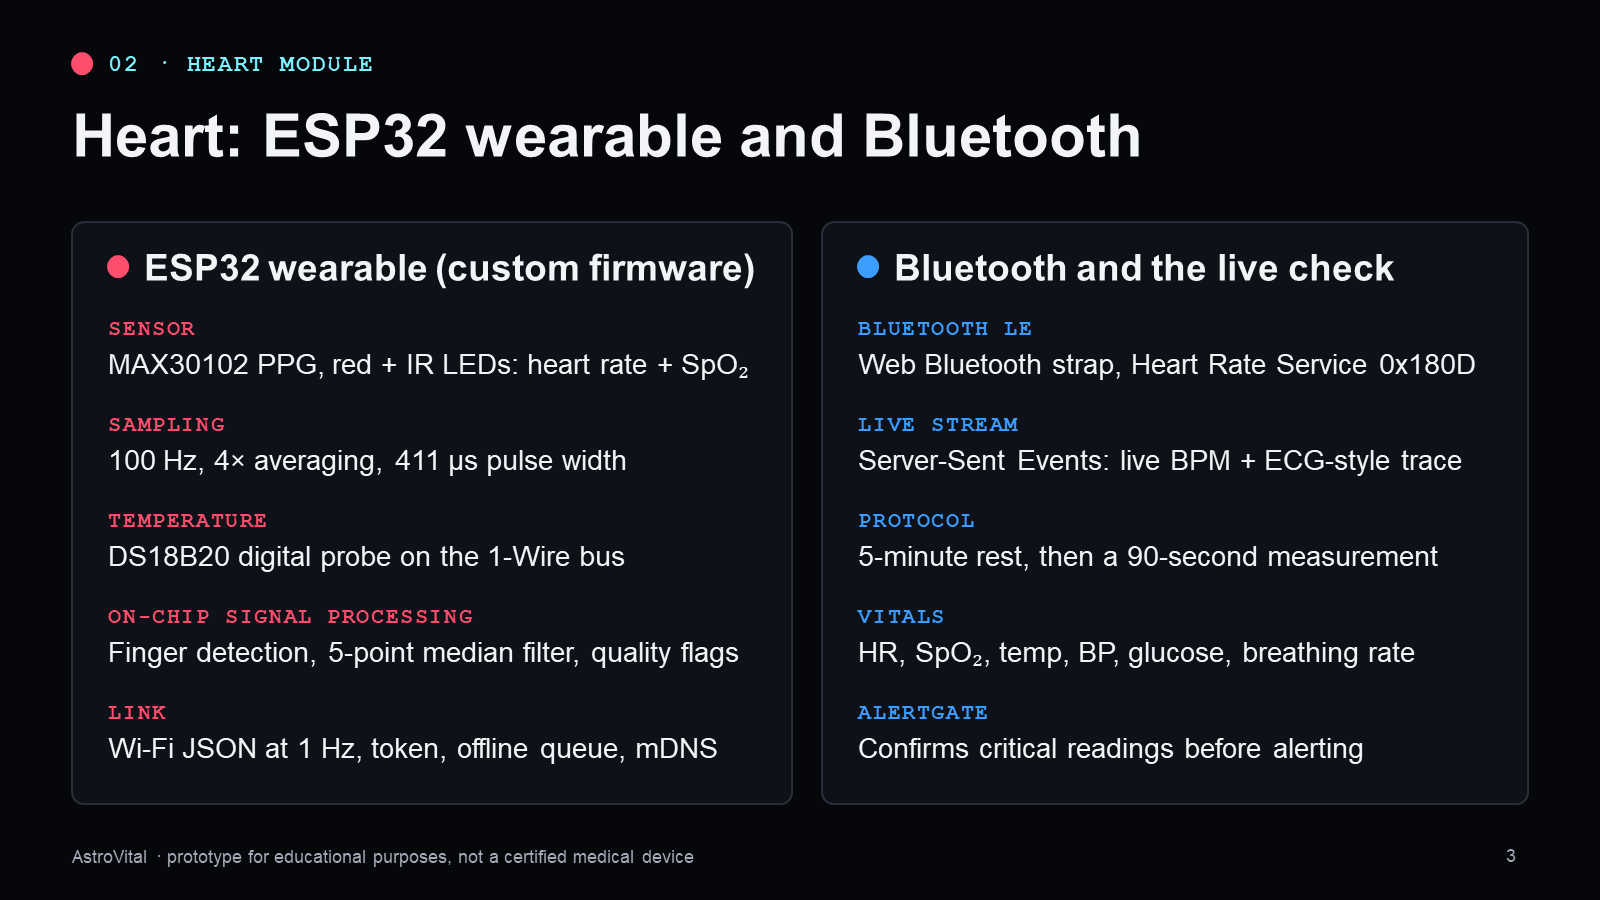 02 · HEART MODULE
Heart: ESP32 wearable and Bluetooth
ESP32 wearable (custom firmware)
SENSOR
MAX30102 PPG, red + IR LEDs: heart rate + SpO₂
SAMPLING
100 Hz, 4× averaging, 411 µs pulse width
TEMPERATURE
DS18B20 digital probe on the 1-Wire bus
ON-CHIP SIGNAL PROCESSING
Finger detection, 5-point median filter, quality flags
LINK
Wi-Fi JSON at 1 Hz, token, offline queue, mDNS
Bluetooth and the live check
BLUETOOTH LE
Web Bluetooth strap, Heart Rate Service 0x180D
LIVE STREAM
Server-Sent Events: live BPM + ECG-style trace
PROTOCOL
5-minute rest, then a 90-second measurement
VITALS
HR, SpO₂, temp, BP, glucose, breathing rate
ALERTGATE
Confirms critical readings before alerting
AstroVital · prototype for educational purposes, not a certified medical device
3